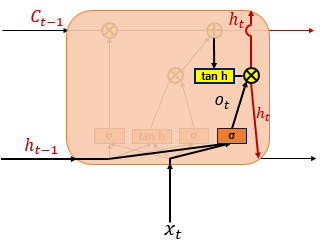 C_{t-1}
h_t
tan h
o_t
h_t
σ tan h σ σ
h_{t-1}
x_t